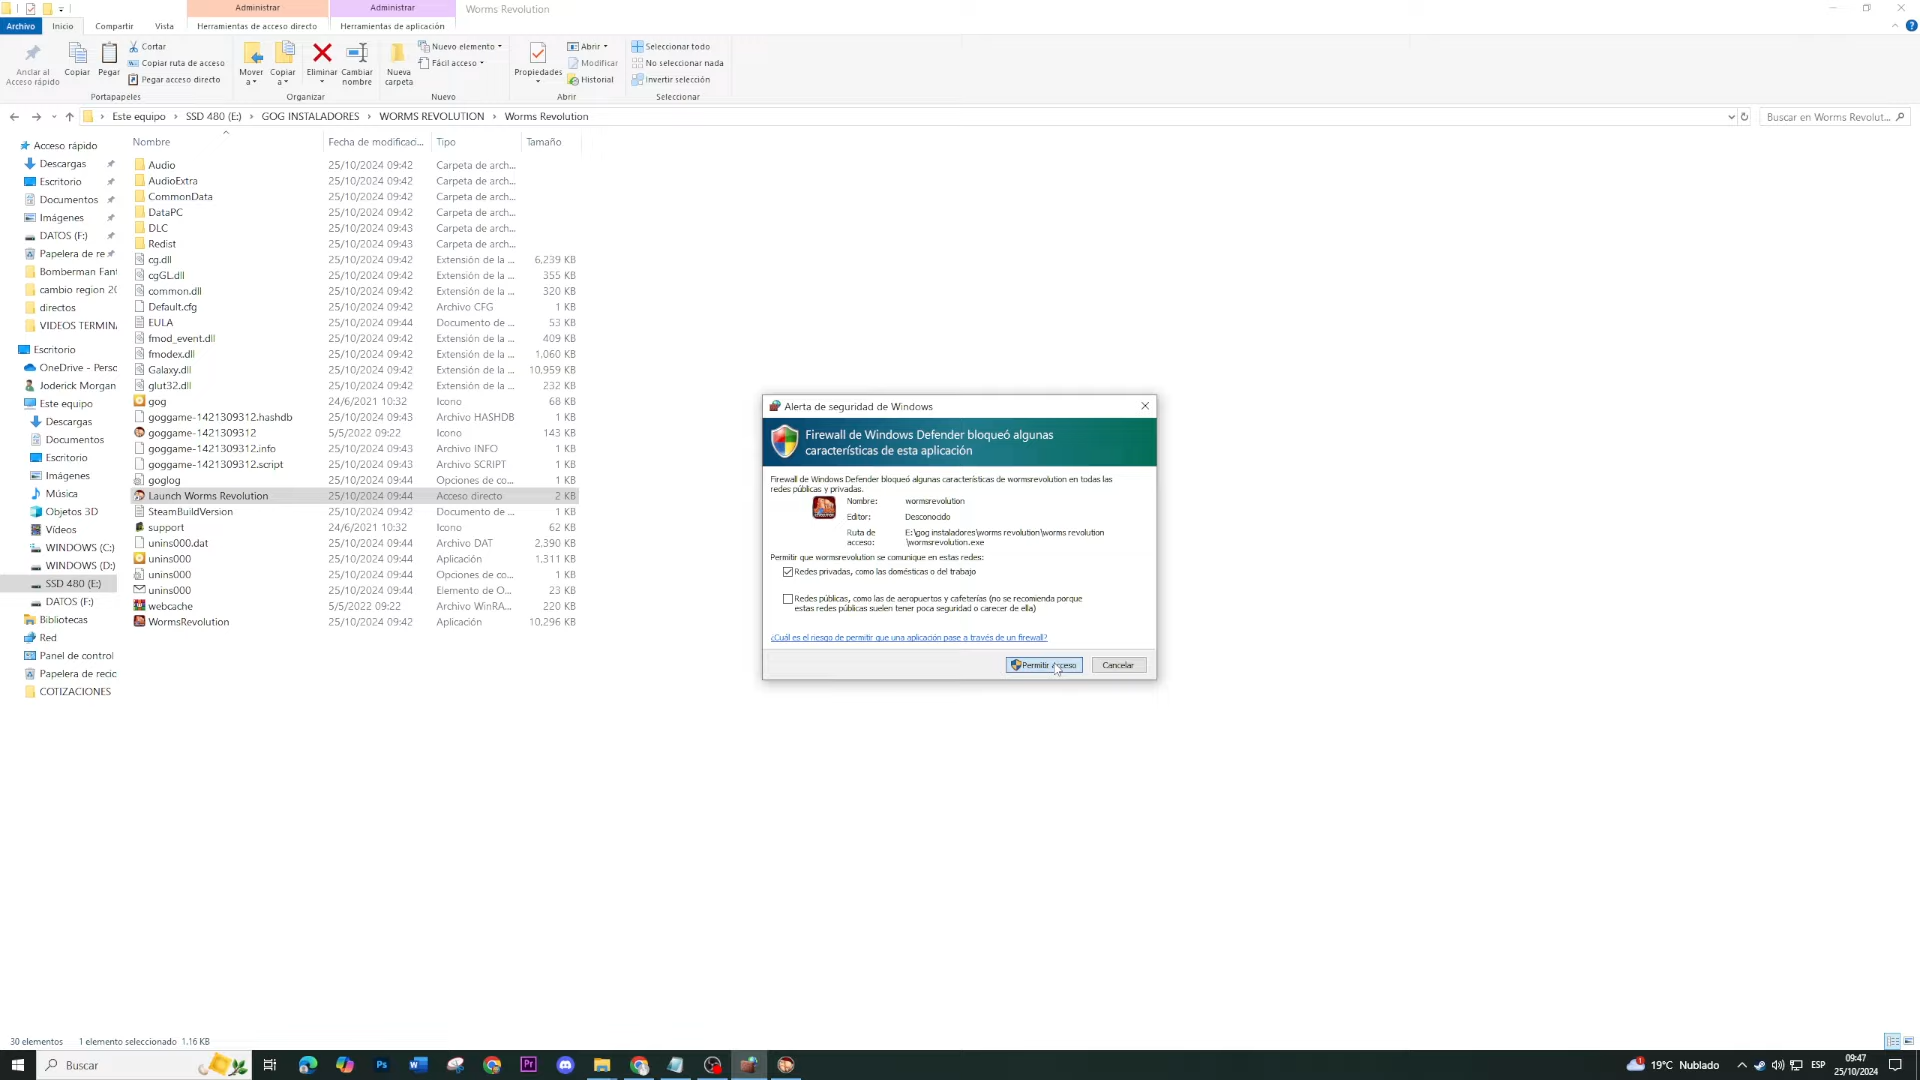 Administrar
Administrar
Worms Revolution
Archivo
Inicio
Compartir
Vista
Herramientas de acceso directo
Herramientas de aplicación
Anclar al
Acceso rápido
Copiar
Pegar
Cortar
Copiar ruta de acceso
Pegar acceso directo
Mover
a
Copiar
a
Eliminar
Cambiar
nombre
Nueva
carpeta
Nuevo elemento
Fácil acceso
Propiedades
Abrir
Modificar
Historial
Seleccionar todo
No seleccionar nada
Invertir selección
Portapapeles
Organizar
Nuevo
Abrir
Seleccionar
Este equipo
SSD 480 (E:)
GOG INSTALADORES
WORMS REVOLUTION
Worms Revolution
Buscar en Worms Revolut...
Acceso rápido
Descargas
Escritorio
Documentos
Imágenes
DATOS (F:)
Papelera de re
Bomberman Fant
cambio region 20
directos
VIDEOS TERMIN
Escritorio
OneDrive - Perso
Joderick Morgan
Este equipo
Descargas
Documentos
Escritorio
Imágenes
Música
Objetos 3D
Vídeos
WINDOWS (C:)
WINDOWS (D:)
SSD 480 (E:)
DATOS (F:)
Bibliotecas
Red
Panel de control
Papelera de recic
COTIZACIONES
Nombre Fecha de modificaci... Tipo Tamaño
Audio 25/10/2024 09:42 Carpeta de arch...
AudioExtra 25/10/2024 09:42 Carpeta de arch...
CommonData 25/10/2024 09:42 Carpeta de arch...
DataPC 25/10/2024 09:42 Carpeta de arch...
DLC 25/10/2024 09:43 Carpeta de arch...
Redist 25/10/2024 09:43 Carpeta de arch...
cg.dll 25/10/2024 09:42 Extensión de la ... 6,239 KB
cgGL.dll 25/10/2024 09:42 Extensión de la ... 355 KB
common.dll 25/10/2024 09:42 Extensión de la ... 320 KB
Default.cfg 25/10/2024 09:42 Archivo CFG 1 KB
EULA 25/10/2024 09:44 Documento de ... 53 KB
fmod_event.dll 25/10/2024 09:42 Extensión de la ... 409 KB
fmodex.dll 25/10/2024 09:42 Extensión de la ... 1,060 KB
Galaxy.dll 25/10/2024 09:42 Extensión de la ... 10,959 KB
glut32.dll 25/10/2024 09:42 Extensión de la ... 232 KB
gog 24/6/2021 10:32 Icono 68 KB
goggame-1421309312.hashdb 25/10/2024 09:43 Archivo HASHDB 1 KB
goggame-1421309312 5/5/2022 09:22 Icono 143 KB
goggame-1421309312.info 25/10/2024 09:43 Archivo INFO 1 KB
goggame-1421309312.script 25/10/2024 09:43 Archivo SCRIPT 1 KB
goglog 25/10/2024 09:44 Opciones de co... 1 KB
Launch Worms Revolution 25/10/2024 09:44 Acceso directo 2 KB
SteamBuildVersion 25/10/2024 09:42 Documento de ... 1 KB
support 24/6/2021 10:32 Icono 62 KB
unins000.dat 25/10/2024 09:44 Archivo DAT 2,390 KB
unins000 25/10/2024 09:44 Aplicación 1,311 KB
unins000 25/10/2024 09:44 Opciones de co... 1 KB
unins000 25/10/2024 09:44 Elemento de O... 23 KB
webcache 5/5/2022 09:22 Archivo WinRA... 220 KB
WormsRevolution 25/10/2024 09:42 Aplicación 10,296 KB
Alerta de seguridad de Windows
Firewall de Windows Defender bloqueó algunas
características de esta aplicación
Firewall de Windows Defender bloqueó algunas características de wormsrevolution en todas las
redes públicas y privadas.
Nombre: wormsrevolution
Editor: Desconocido
Ruta de E:\gog instaladores\worms revolution\worms revolution
acceso: \wormsrevolution.exe
Permitir que wormsrevolution se comunique en estas redes:
Redes privadas, como las domésticas o del trabajo
Redes públicas, como las de aeropuertos y cafeterías (no se recomienda porque
estas redes públicas suelen tener poca seguridad o carecer de ella)
¿Cuál es el riesgo de permitir que una aplicación pase a través de un firewall?
Permitir acceso
Cancelar
30 elementos
1 elemento seleccionado 1.16 KB
Buscar
19°C Nublado
ESP
09:47
25/10/2024